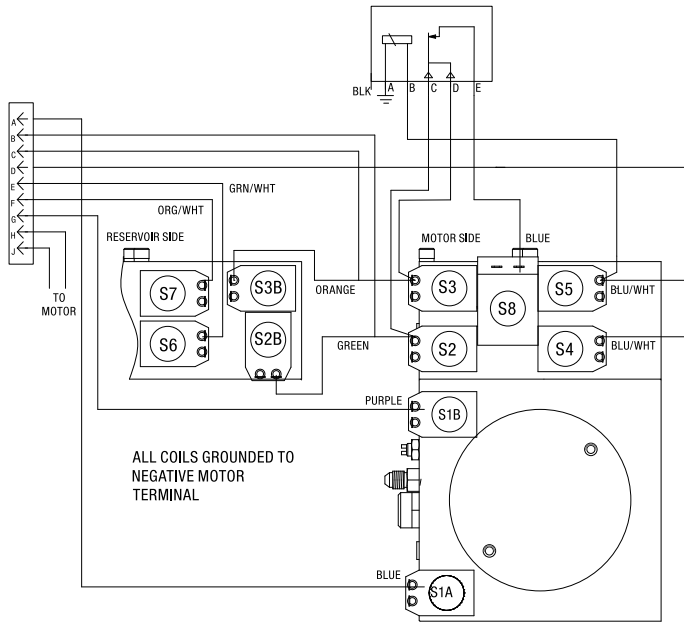 BLK
A
B
C
D
E
A
B
C
D
E
F
G
H
J
GRN/WHT
ORG/WHT
RESERVOIR SIDE
MOTOR SIDE
BLUE
TO
MOTOR
S7
S3B
ORANGE
S3
S8
S5
BLU/WHT
S6
S2B
GREEN
S2
S4
BLU/WHT
PURPLE
S1B
ALL COILS GROUNDED TO
NEGATIVE MOTOR
TERMINAL
BLUE
S1A